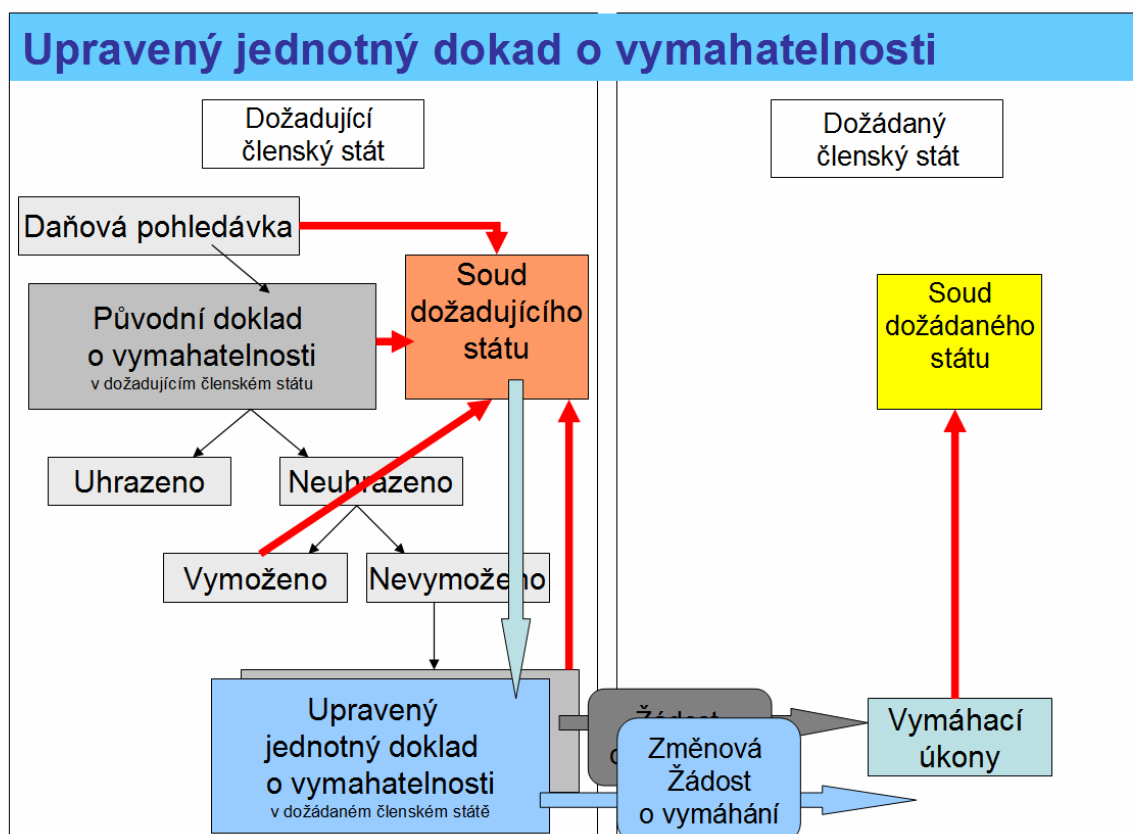 Upravený jednotný dokad o vymahatelnosti
Dožadující
členský stát
Dožádaný
členský stát
Daňová pohledávka
Soud
dožadujícího
státu
Soud
dožádaného
státu
Původní doklad
o vymahatelnosti
v dožadujícím členském státu
Uhrazeno
Neuhrazeno
Vymoženo
Nevymoženo
Upravený
jednotný doklad
o vymahatelnosti
v dožádaném členském státě
Žádost
Změnová
Žádost
o vymáhání
Vymáhací
úkony